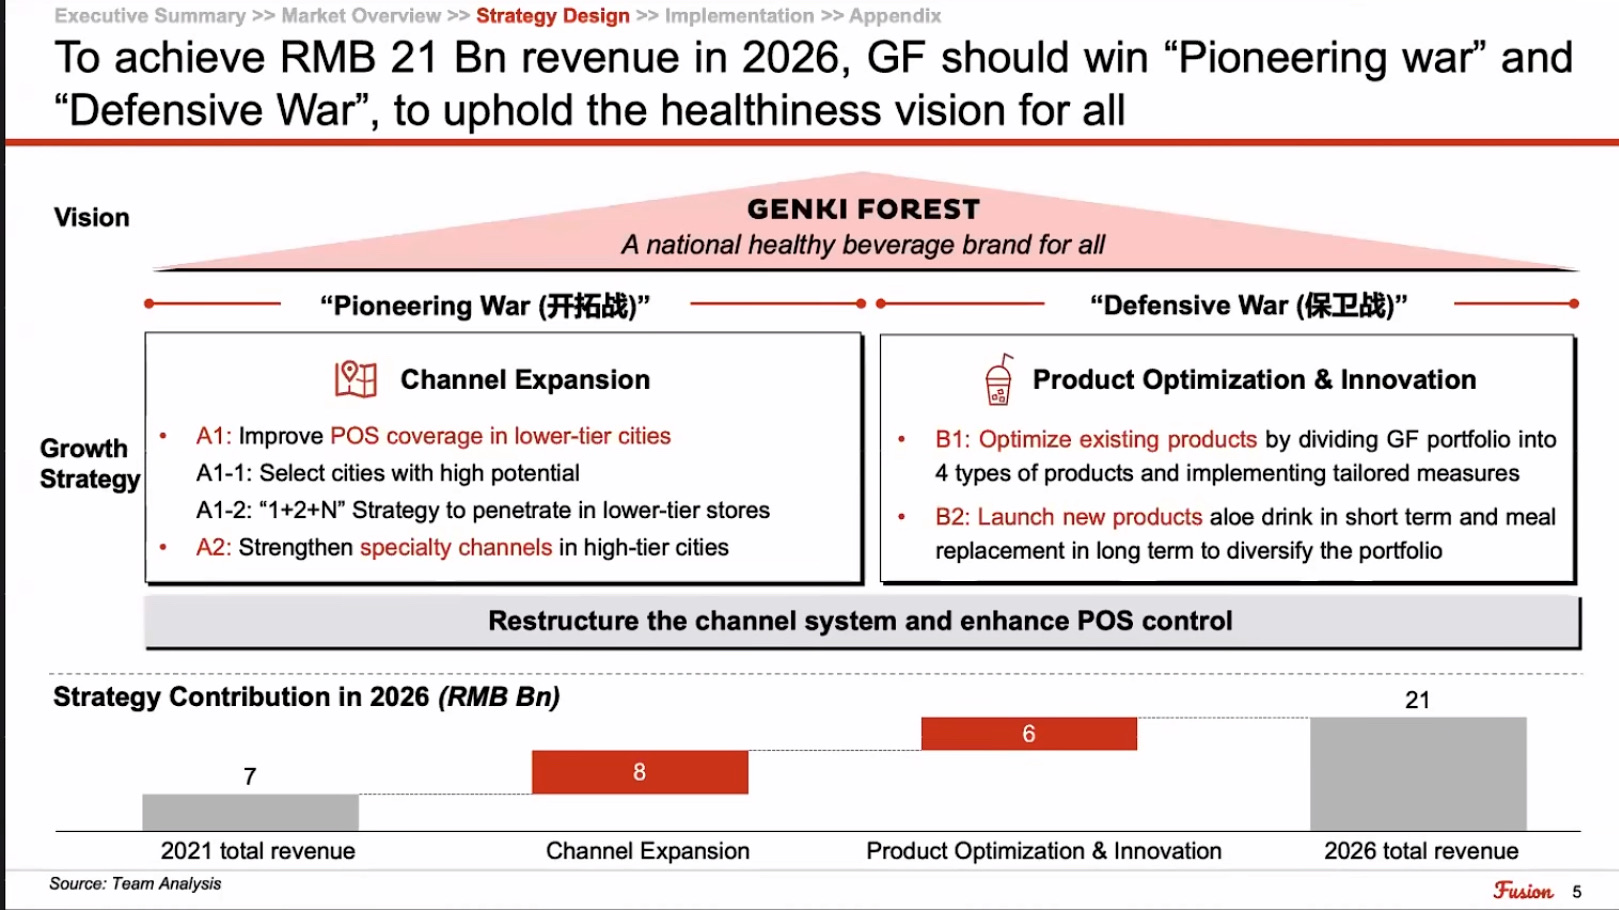 Executive Summary >> Market Overview >> Strategy Design >> Implementation >> Appendix
To achieve RMB 21 Bn revenue in 2026, GF should win “Pioneering war” and
“Defensive War”, to uphold the healthiness vision for all
Vision
GENKI FOREST
A national healthy beverage brand for all
“Pioneering War (开拓战)”
“Defensive War (保卫战)”
Growth
Strategy
Channel Expansion
• A1: Improve POS coverage in lower-tier cities
A1-1: Select cities with high potential
A1-2: “1+2+N” Strategy to penetrate in lower-tier stores
• A2: Strengthen specialty channels in high-tier cities
Product Optimization & Innovation
• B1: Optimize existing products by dividing GF portfolio into
4 types of products and implementing tailored measures
• B2: Launch new products aloe drink in short term and meal
replacement in long term to diversify the portfolio
Restructure the channel system and enhance POS control
Strategy Contribution in 2026 (RMB Bn)
7
8
6
21
2021 total revenue
Channel Expansion
Product Optimization & Innovation
2026 total revenue
Source: Team Analysis
Fusion
5